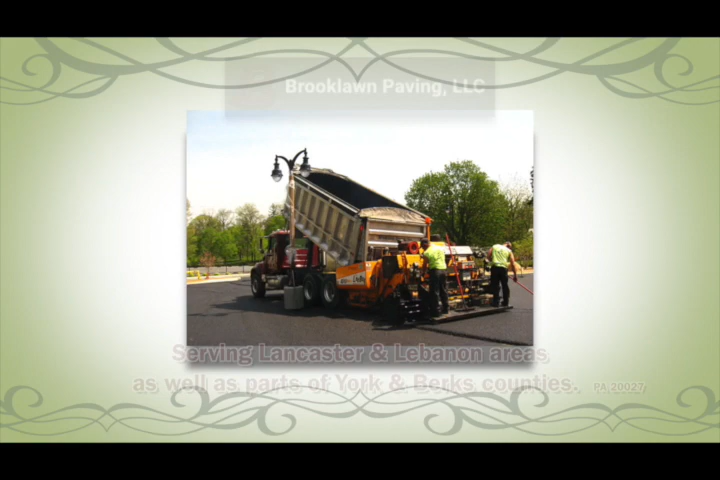 Brooklawn Paving, LLC
Serving Lancaster & Lebanon areas,
as well as parts of York & Berks counties. PA 20027